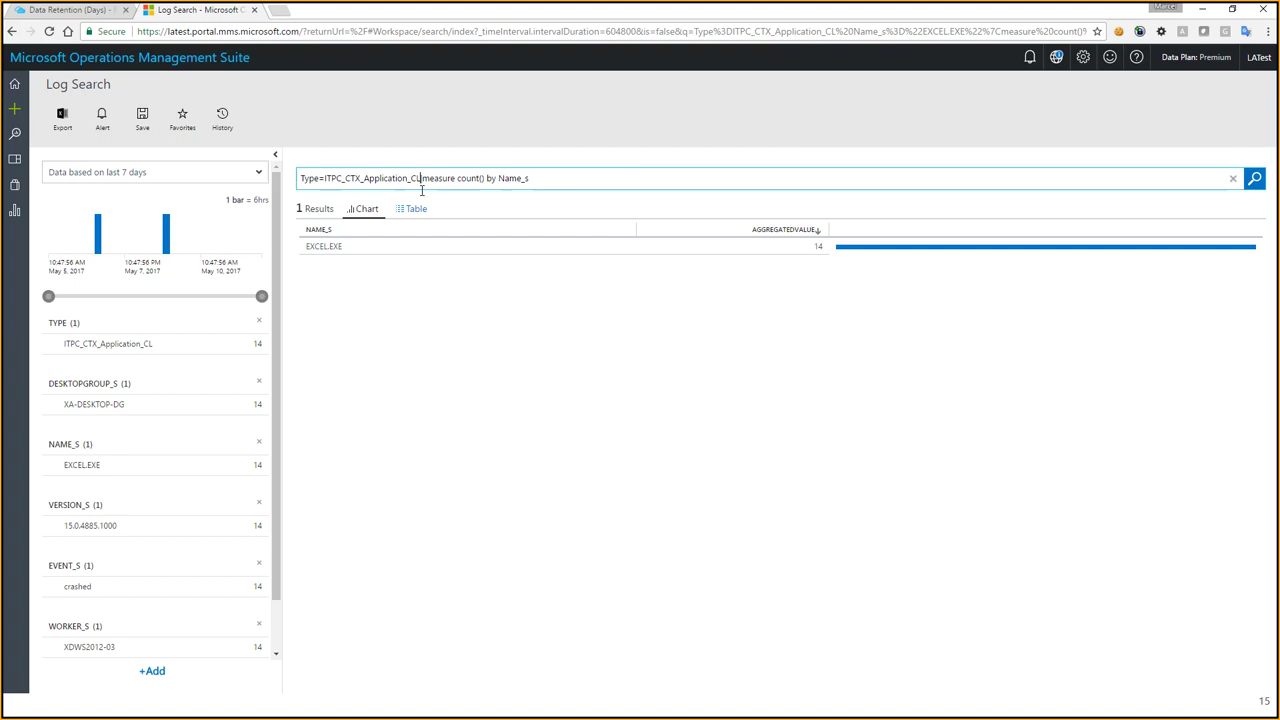 Marcel
Data Retention (Days) -
Log Search - Microsoft O
Secure
https://latest.portal.mms.microsoft.com/?returnUrl=%2F#Workspace/search/index?_timeInterval.intervalDuration=604800&is=false&q=Type%3DITPC_CTX_Application_CL%20Name_s%3D%22EXCEL.EXE%22%7Cmeasure%20count()%
Microsoft Operations Management Suite
Data Plan: Premium
LATest
Log Search
Export
Alert
Save
Favorites
History
Data based on last 7 days
1 bar = 6hrs
10:47:56 AM
May 5, 2017
10:47:56 PM
May 7, 2017
10:47:56 AM
May 10, 2017
TYPE (1)
ITPC_CTX_Application_CL 14
DESKTOPGROUP_S (1)
XA-DESKTOP-DG 14
NAME_S (1)
EXCEL.EXE 14
VERSION_S (1)
15.0.4885.1000 14
EVENT_S (1)
crashed 14
WORKER_S (1)
XDWS2012-03 14
+Add
Type=ITPC_CTX_Application_CLmeasure count() by Name_s
1 Results
Chart
Table
NAME_S AGGREGATEDVALUE
EXCEL.EXE 14
15